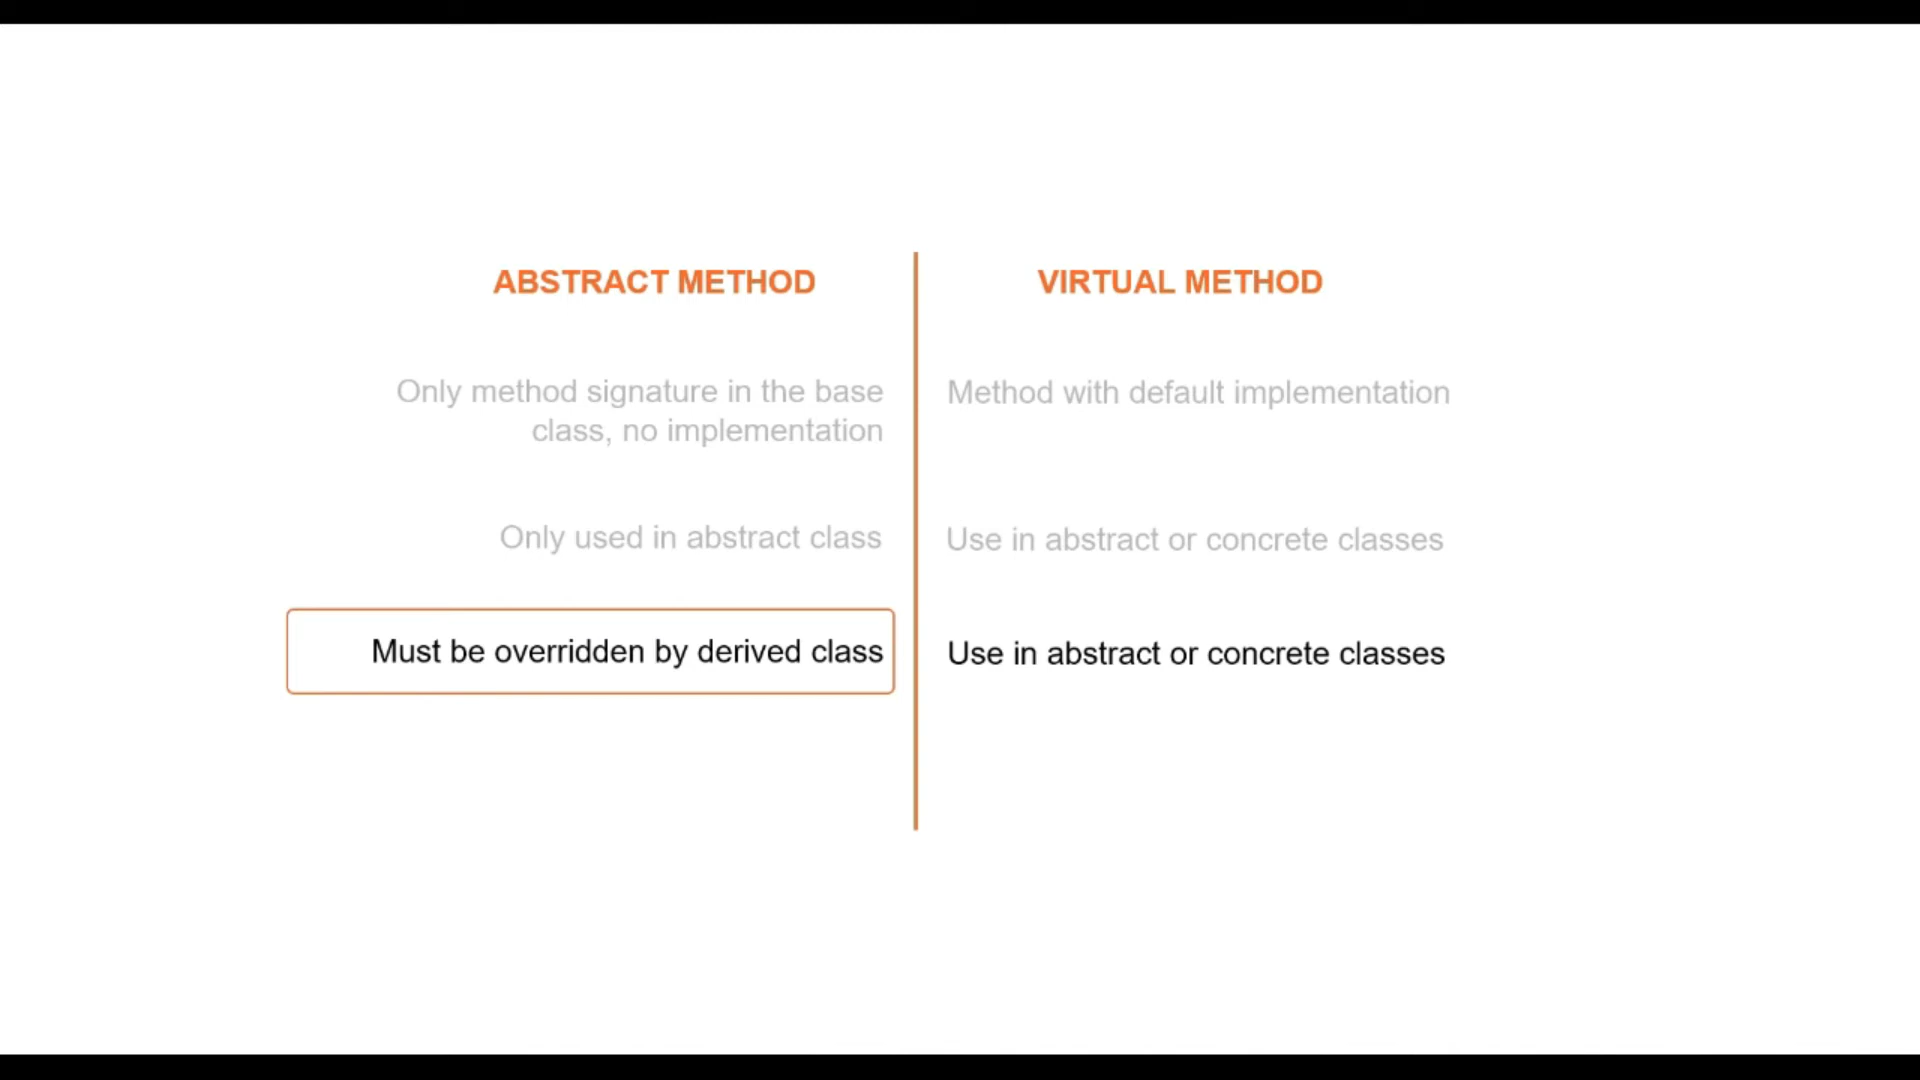 ABSTRACT METHOD
VIRTUAL METHOD
Only method signature in the base
class, no implementation
Method with default implementation
Only used in abstract class
Use in abstract or concrete classes
Must be overridden by derived class
Use in abstract or concrete classes